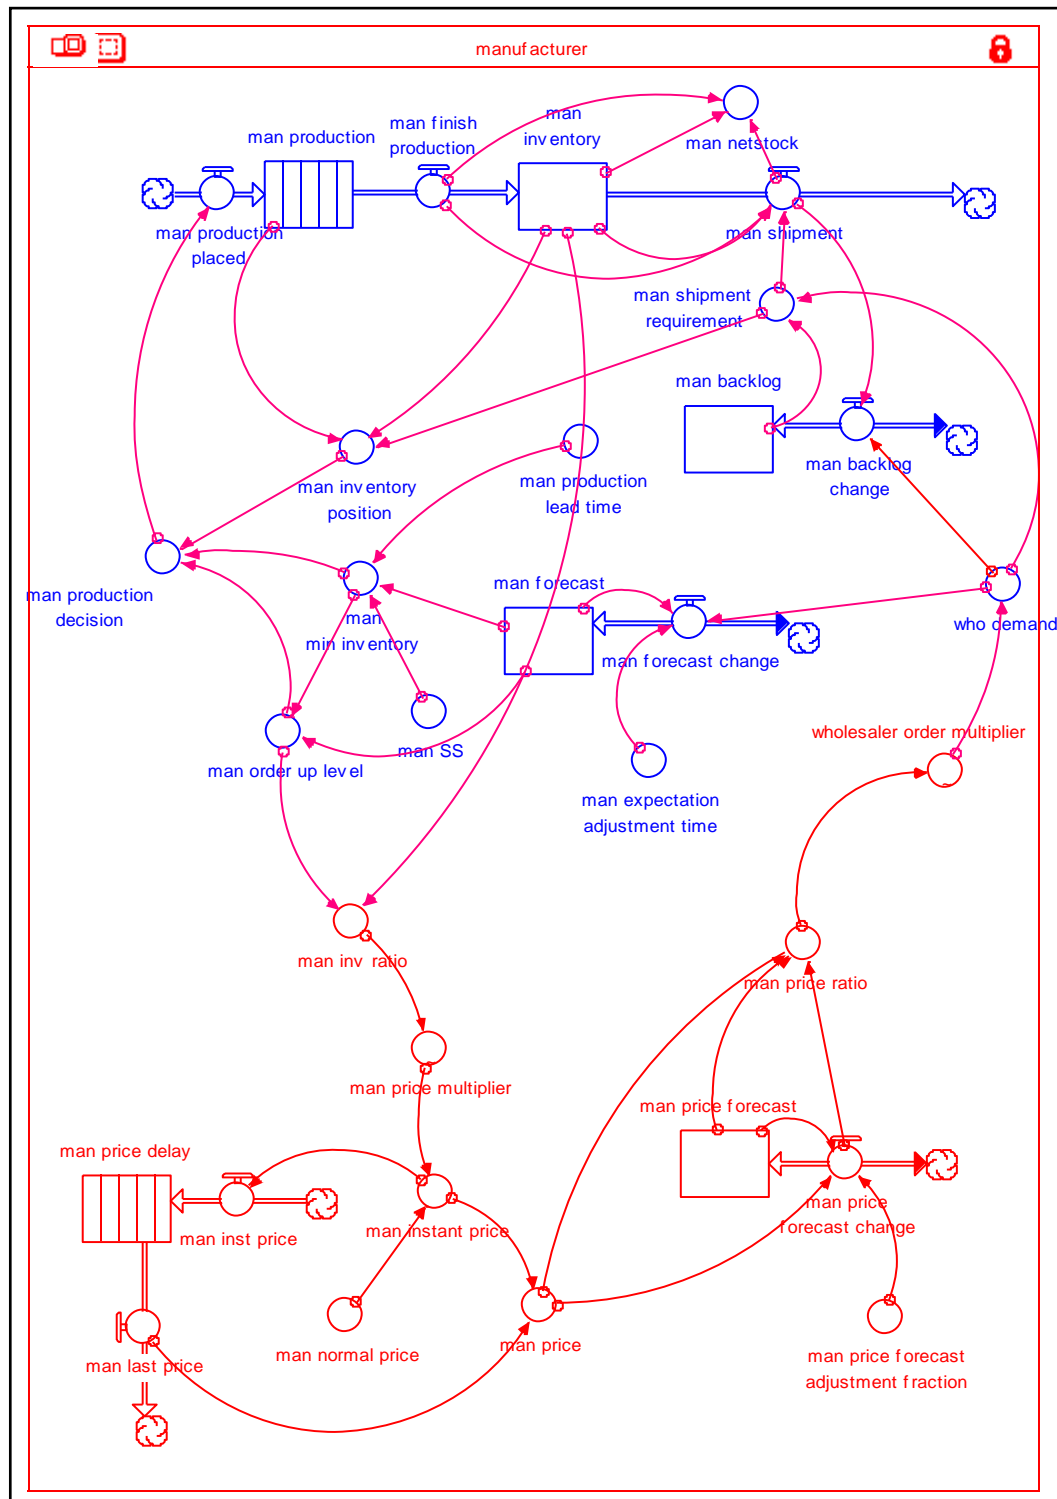 manufacturer
man production
man finish
production
man
inventory
man netstock
man production
placed
man shipment
man shipment
requirement
man backlog
man backlog
change
man inventory
position
man production
lead time
man production
decision
man
min inventory
man forecast
man forecast change
who demand
man SS
man order up level
man expectation
adjustment time
wholesaler order multiplier
man inv ratio
man price ratio
man price multiplier
man price forecast
man price delay
man inst price
man instant price
man price
forecast change
man last price
man normal price
man price
man price forecast
adjustment fraction